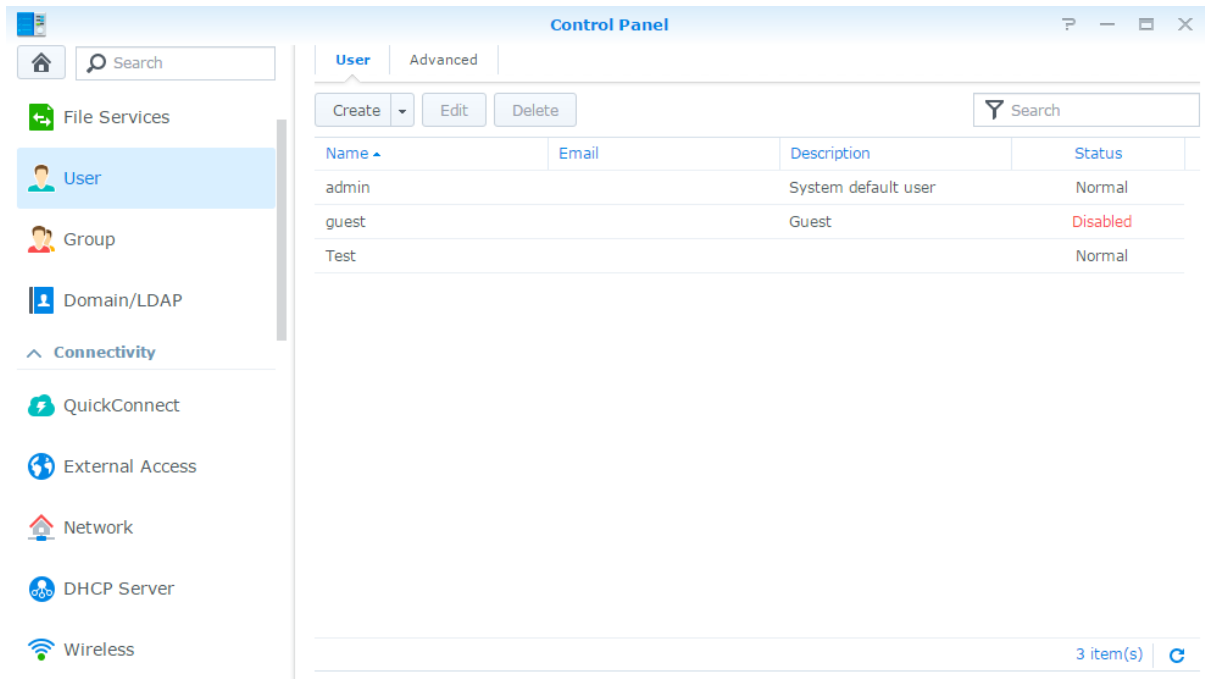 Control Panel
Search
File Services
User
Group
Domain/LDAP
Connectivity
QuickConnect
External Access
Network
DHCP Server
Wireless
User Advanced
Create Edit Delete Search
Name Email Description Status
admin System default user Normal
guest Guest Disabled
Test Normal
3 item(s)